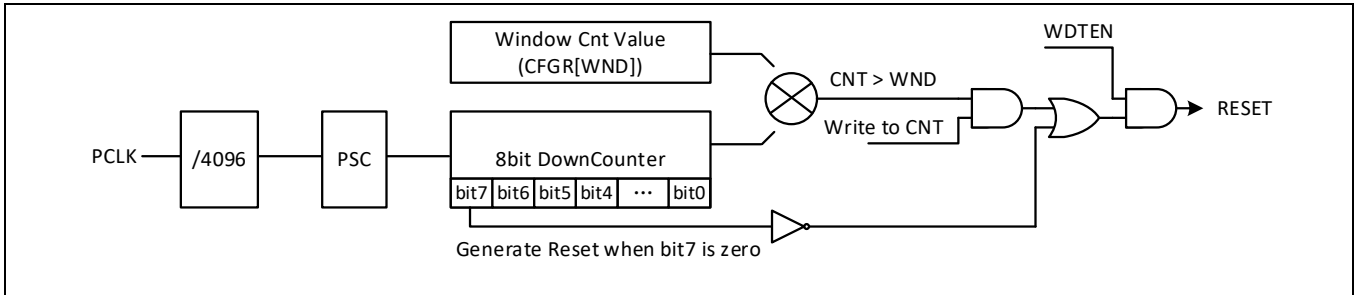 Window Cnt Value
(CFGR[WND])
WDTEN
CNT > WND
RESET
Write to CNT
PCLK
/4096
PSC
8bit DownCounter
bit7 bit6 bit5 bit4 ... bit0
Generate Reset when bit7 is zero